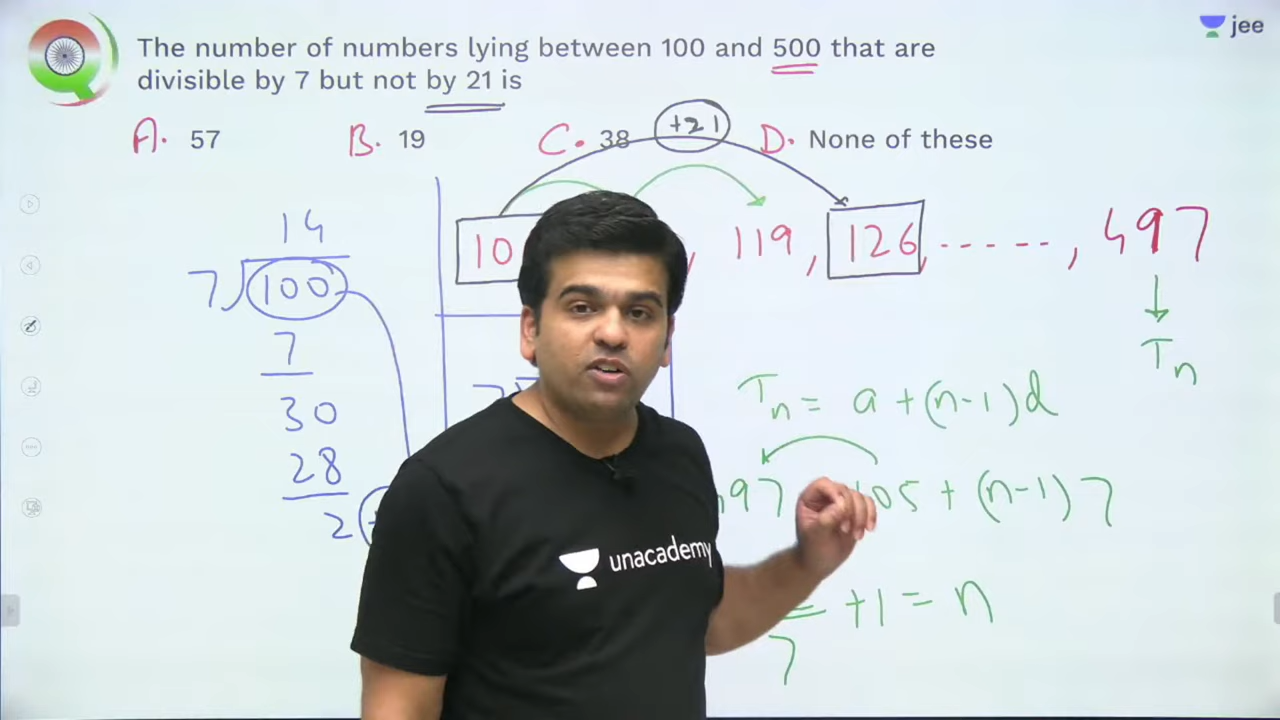 jee
The number of numbers lying between 100 and 500 that are
divisible by 7 but not by 21 is
A. 57 B. 19 C. 38 D. None of these
+21
10 , 119, 126, ....., 497
14
7 100
7
30
28
2
Tn
Tn = a + (n-1)d
97 105 + (n-1) 7
7 +1 = n
unacademy